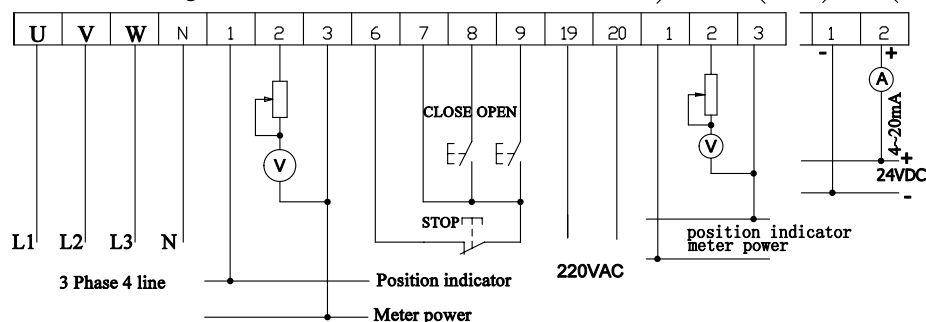 U V W N 1 2 3 6 7 8 9 19 20 1 2 3 1 2
- +
A
4~20mA
CLOSE OPEN
V
V
+
24VDC
-
STOP
L1 L2 L3 N
position indicator
meter power
220VAC
3 Phase 4 line
Position indicator
Meter power